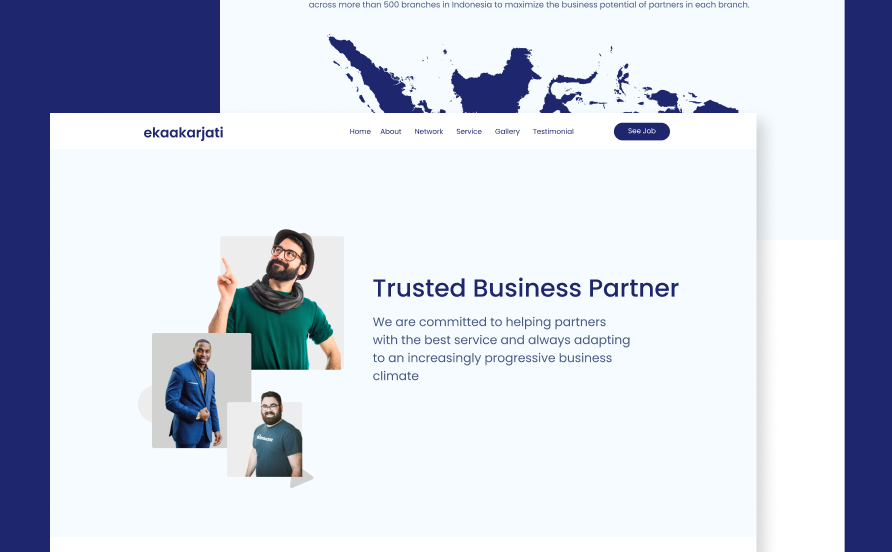 across more than 500 branches in Indonesia to maximize the business potential of partners in each branch.
ekaakarjati
Home About Network Service Gallery Testimonial See Job
Trusted Business Partner
We are committed to helping partners
with the best service and always adapting
to an increasingly progressive business
climate